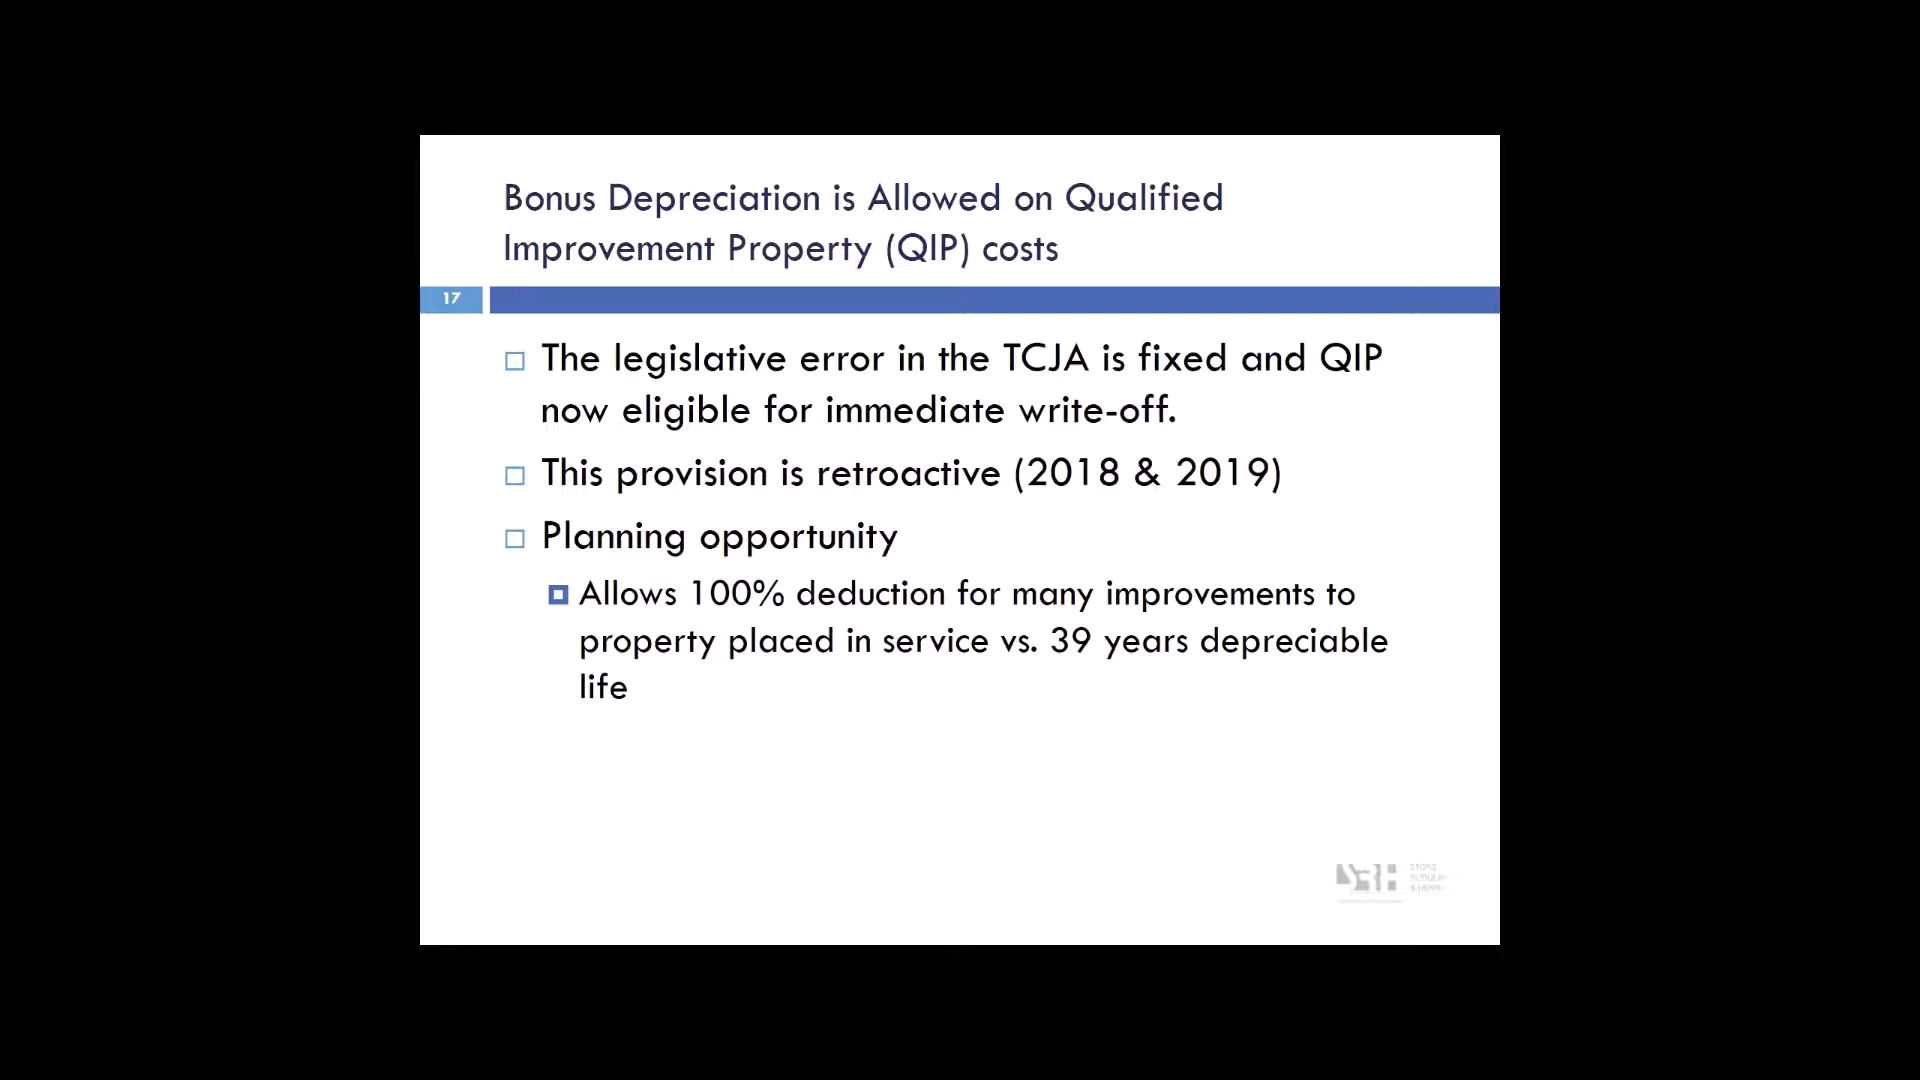 Bonus Depreciation is Allowed on Qualified
Improvement Property (QIP) costs
17
The legislative error in the TCJA is fixed and QIP
now eligible for immediate write-off.
This provision is retroactive (2018 & 2019)
Planning opportunity
Allows 100% deduction for many improvements to
property placed in service vs. 39 years depreciable
life